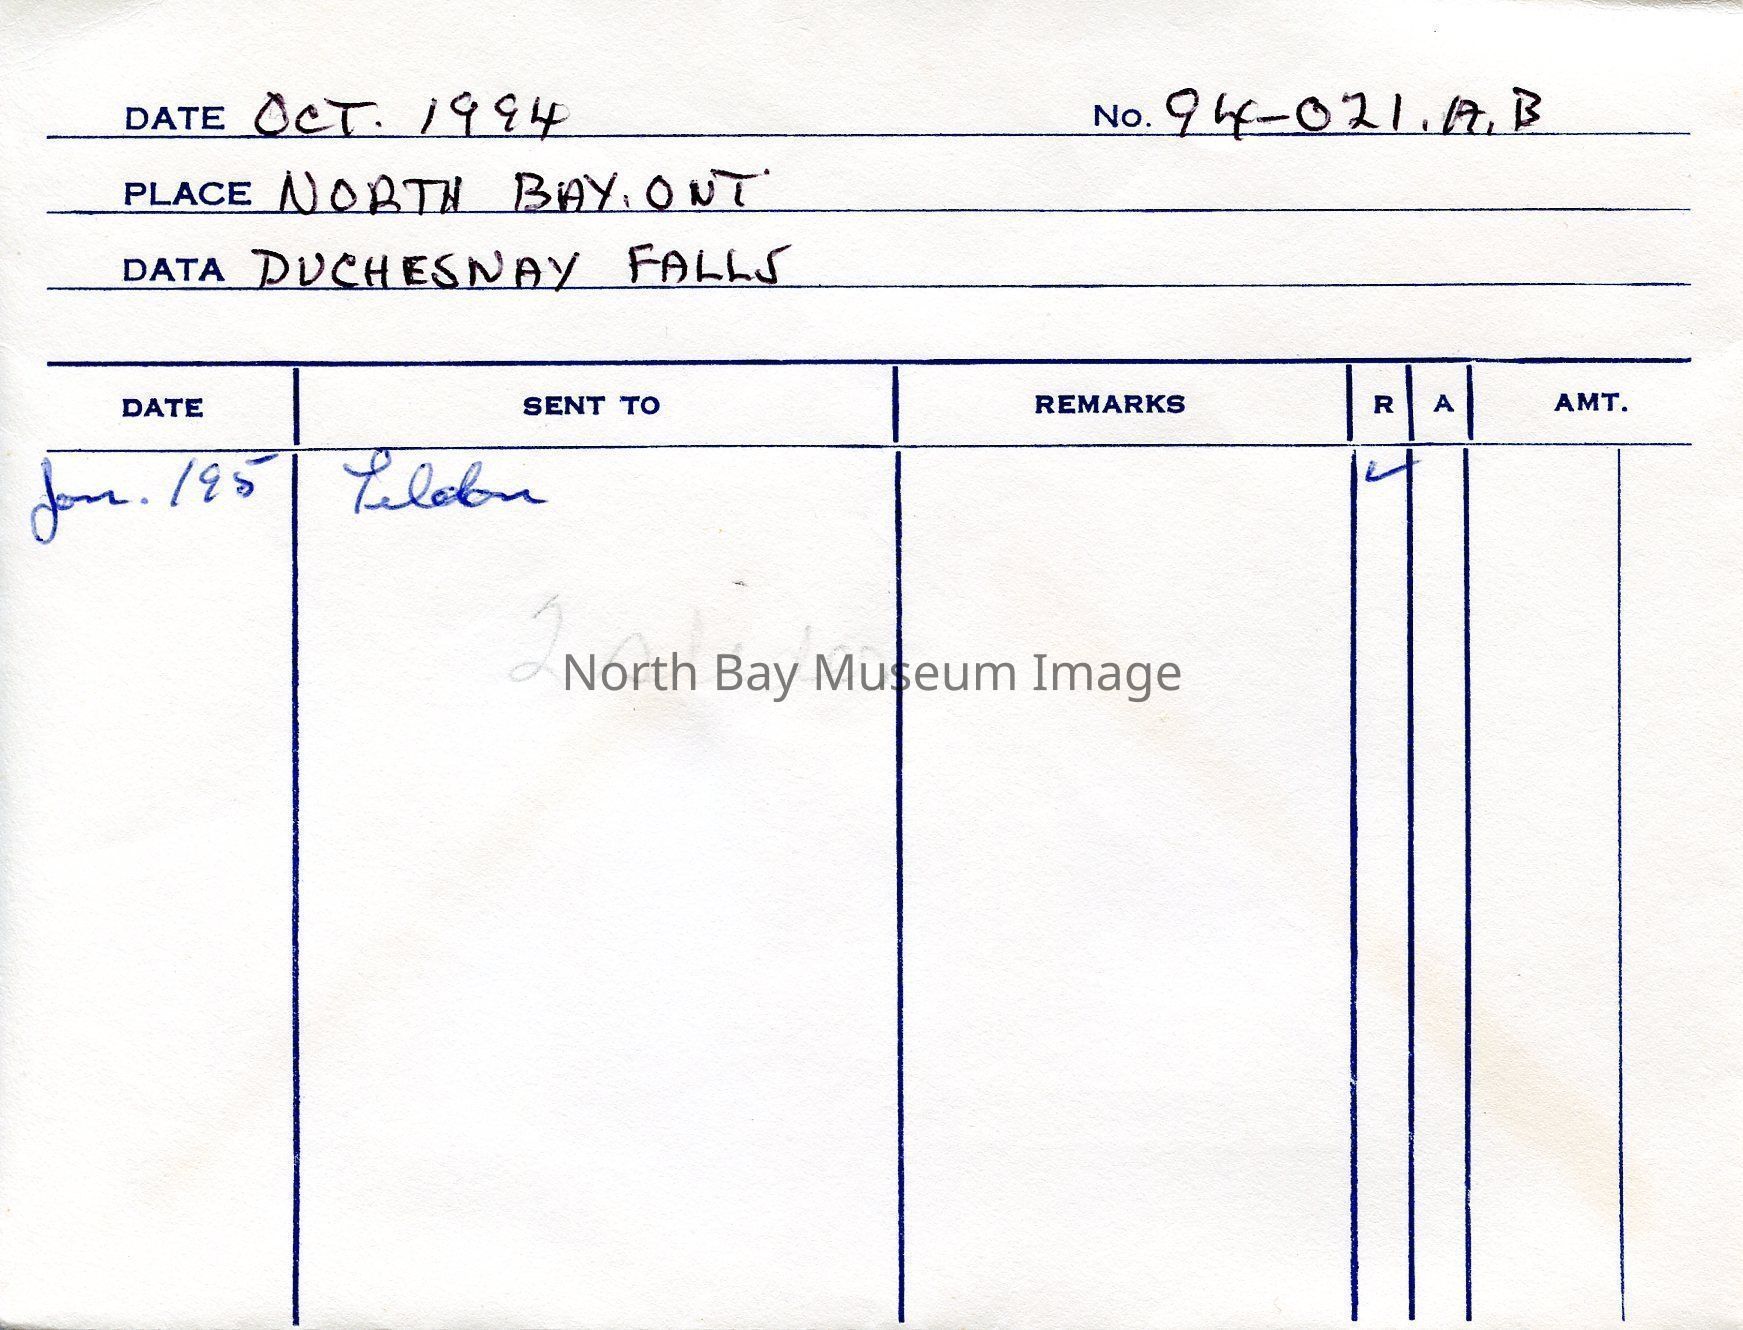 DATE OCT. 1994 No. 94-021.A.B
PLACE NORTH BAY. ONT.
DATA DUCHESNAY FALLS
DATE SENT TO REMARKS R A AMT.
Jan. /95 ✓
North Bay Museum Image